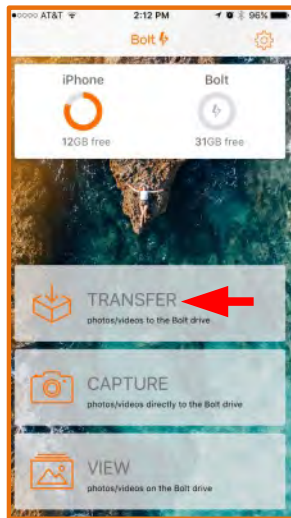 AT&T 2:12 PM 96%
Bolt
iPhone Bolt
12GB free 31GB free
TRANSFER
photos/videos to the Bolt drive
CAPTURE
photos/videos directly to the Bolt drive
VIEW
photos/videos on the Bolt drive